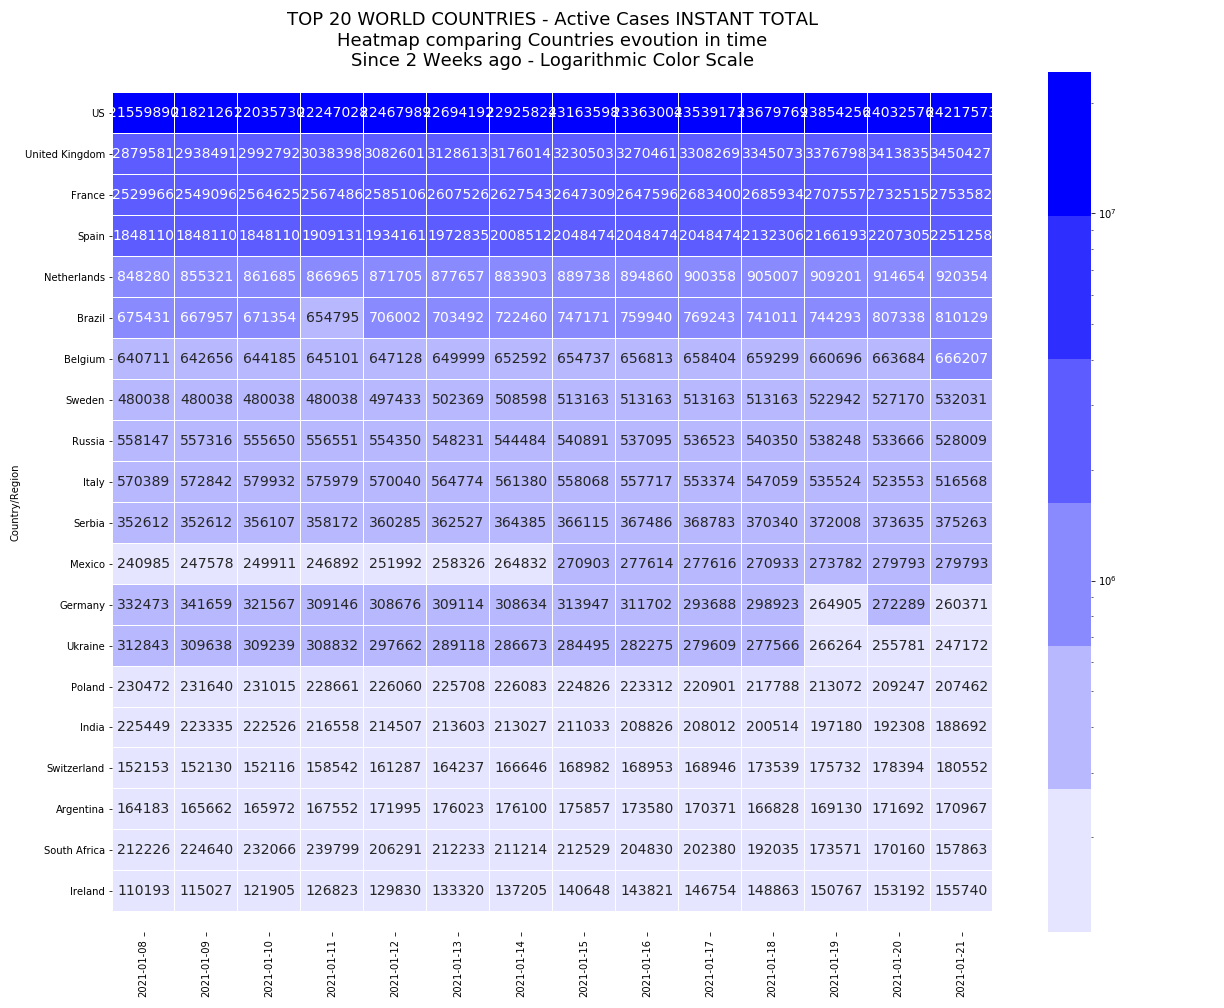 TOP 20 WORLD COUNTRIES - Active Cases INSTANT TOTAL
Heatmap comparing Countries evoution in time
Since 2 Weeks ago - Logarithmic Color Scale
Country/Region
US 22247028 22467989 22694192 23163598 23679769 24217573
United Kingdom 2879581 2938491 2992792 3038398 3082601 3128613 3176014 3230503 3270461 3308269 3345073 3376798 3413835 3450427
France 2529966 2549096 2564625 2567486 2585106 2607526 2627543 2647309 2647596 2683400 2685934 2707557 2732515 2753582
Spain 1848110 1848110 1848110 1909131 1934161 1972835 2008512 2048474 2048474 2048474 2132306 2166193 2207305 2251258
Netherlands 848280 855321 861685 866965 871705 877657 883903 889738 894860 900358 905007 909201 914654 920354
Brazil 675431 667957 671354 654795 706002 703492 722460 747171 759940 769243 741011 744293 807338 810129
Belgium 640711 642656 644185 645101 647128 649999 652592 654737 656813 658404 659299 660696 663684 666207
Sweden 480038 480038 480038 480038 497433 502369 508598 513163 513163 513163 513163 522942 527170 532031
Russia 558147 557316 555650 556551 554350 548231 544484 540891 537095 536523 540350 538248 533666 528009
Italy 570389 572842 579932 575979 570040 564774 561380 558068 557717 553374 547059 535524 523553 516568
Serbia 352612 352612 356107 358172 360285 362527 364385 366115 367486 368783 370340 372008 373635 375263
Mexico 240985 247578 249911 246892 251992 258326 264832 270903 277614 277616 270933 273782 279793 279793
Germany 332473 341659 321567 309146 308676 309114 308634 313947 311702 293688 298923 264905 272289 260371
Ukraine 312843 309638 309239 308832 297662 289118 286673 284495 282275 279609 277566 266264 255781 247172
Poland 230472 231640 231015 228661 226060 225708 226083 224826 223312 220901 217788 213072 209247 207462
India 225449 223335 222526 216558 214507 213603 213027 211033 208826 208012 200514 197180 192308 188692
Switzerland 152153 152130 152116 158542 161287 164237 166646 168982 168953 168946 173539 175732 178394 180552
Argentina 164183 165662 165972 167552 171995 176023 176100 175857 173580 170371 166828 169130 171692 170967
South Africa 212226 224640 232066 239799 206291 212233 211214 212529 204830 202380 192035 173571 170160 157863
Ireland 110193 115027 121905 126823 129830 133320 137205 140648 143821 146754 148863 150767 153192 155740
2021-01-08 2021-01-09 2021-01-10 2021-01-11 2021-01-12 2021-01-13 2021-01-14 2021-01-15 2021-01-16 2021-01-17 2021-01-18 2021-01-19 2021-01-20 2021-01-21
10⁷
10⁶